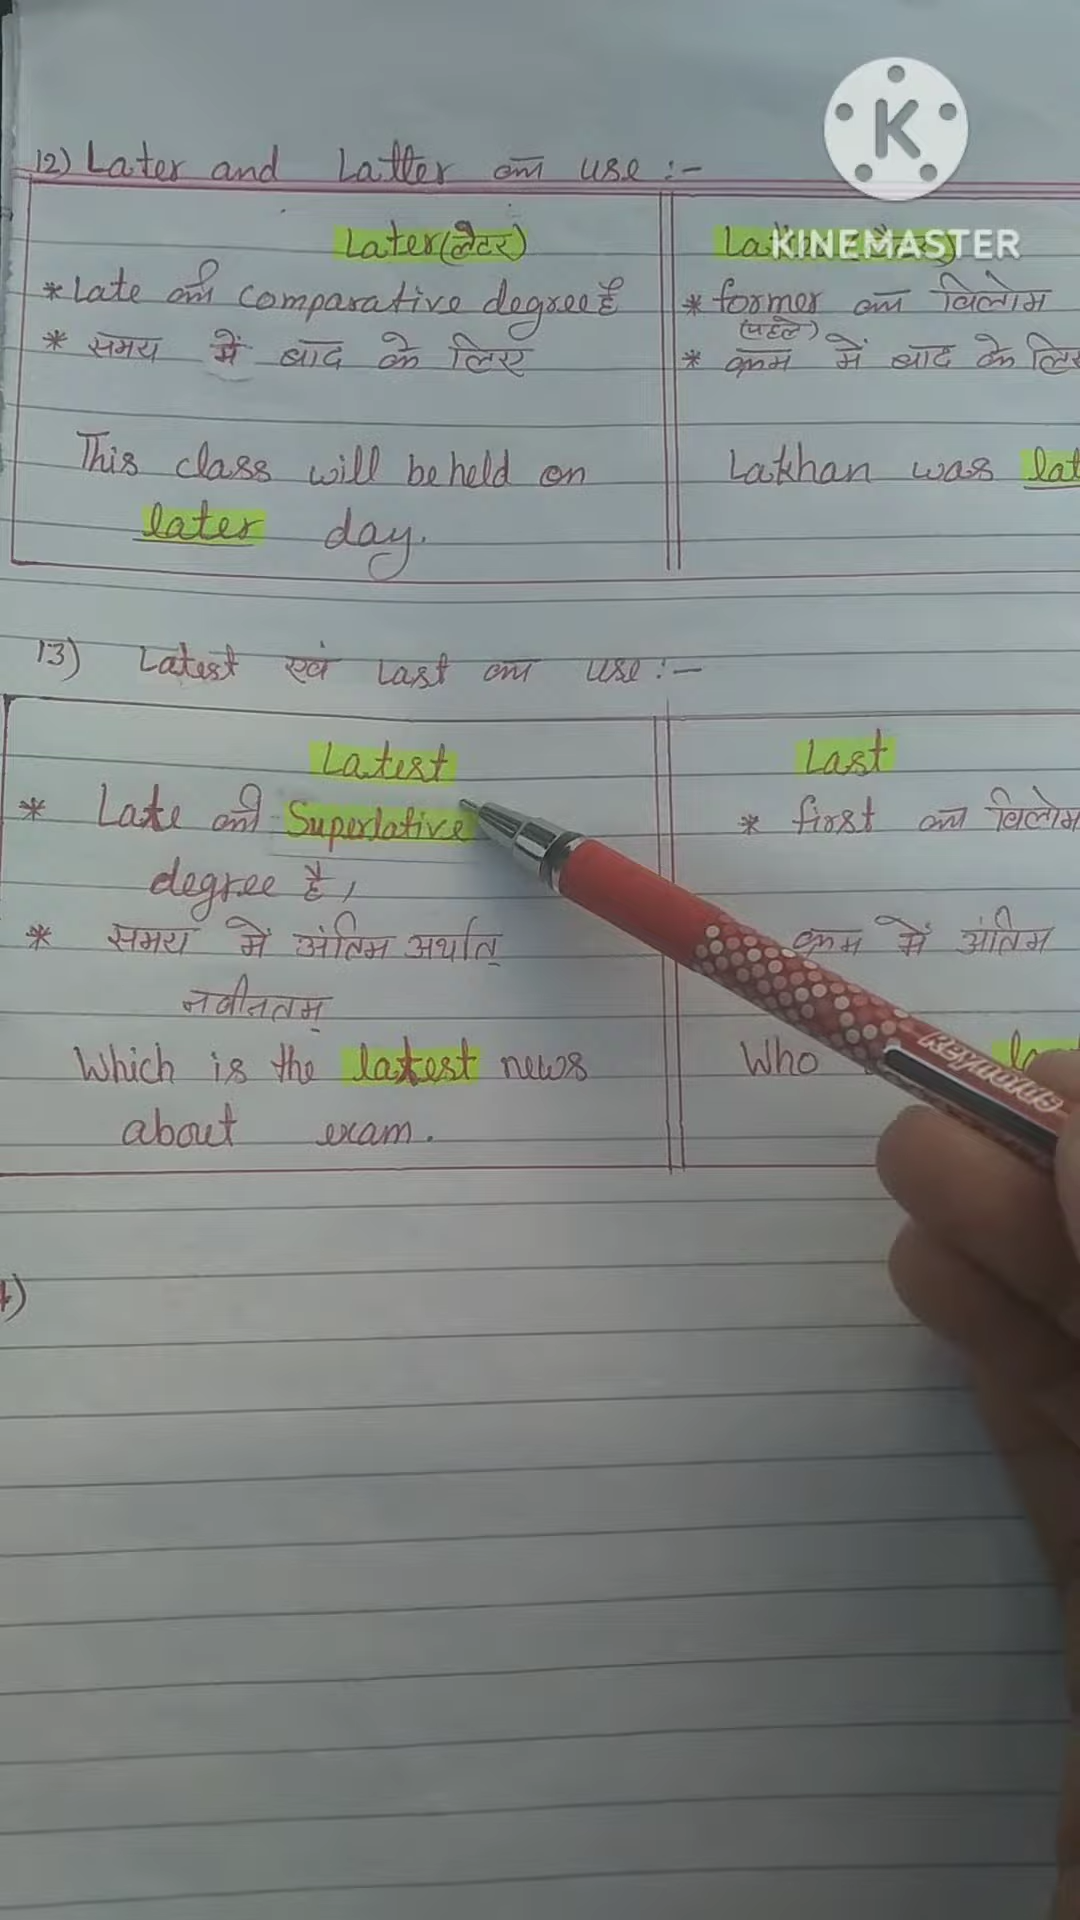 K
KINEMASTER
12) Later and Latter का use :-
Later(लेटर)
* Late की comparative degree है
* समय में बाद के लिए
This class will be held on
later day.
* former का विलोम
(पहले)
* क्रम में बाद के लिए
Lakhan was lat
13) Latest एवं Last का use :-
Latest
* Late की Superlative
degree है,
* समय में अंतिम अर्थात्
नवीनतम्
Which is the latest news
about exam.
Last
* first का विलोम
क्रम में अंतिम
Who
Reynolds